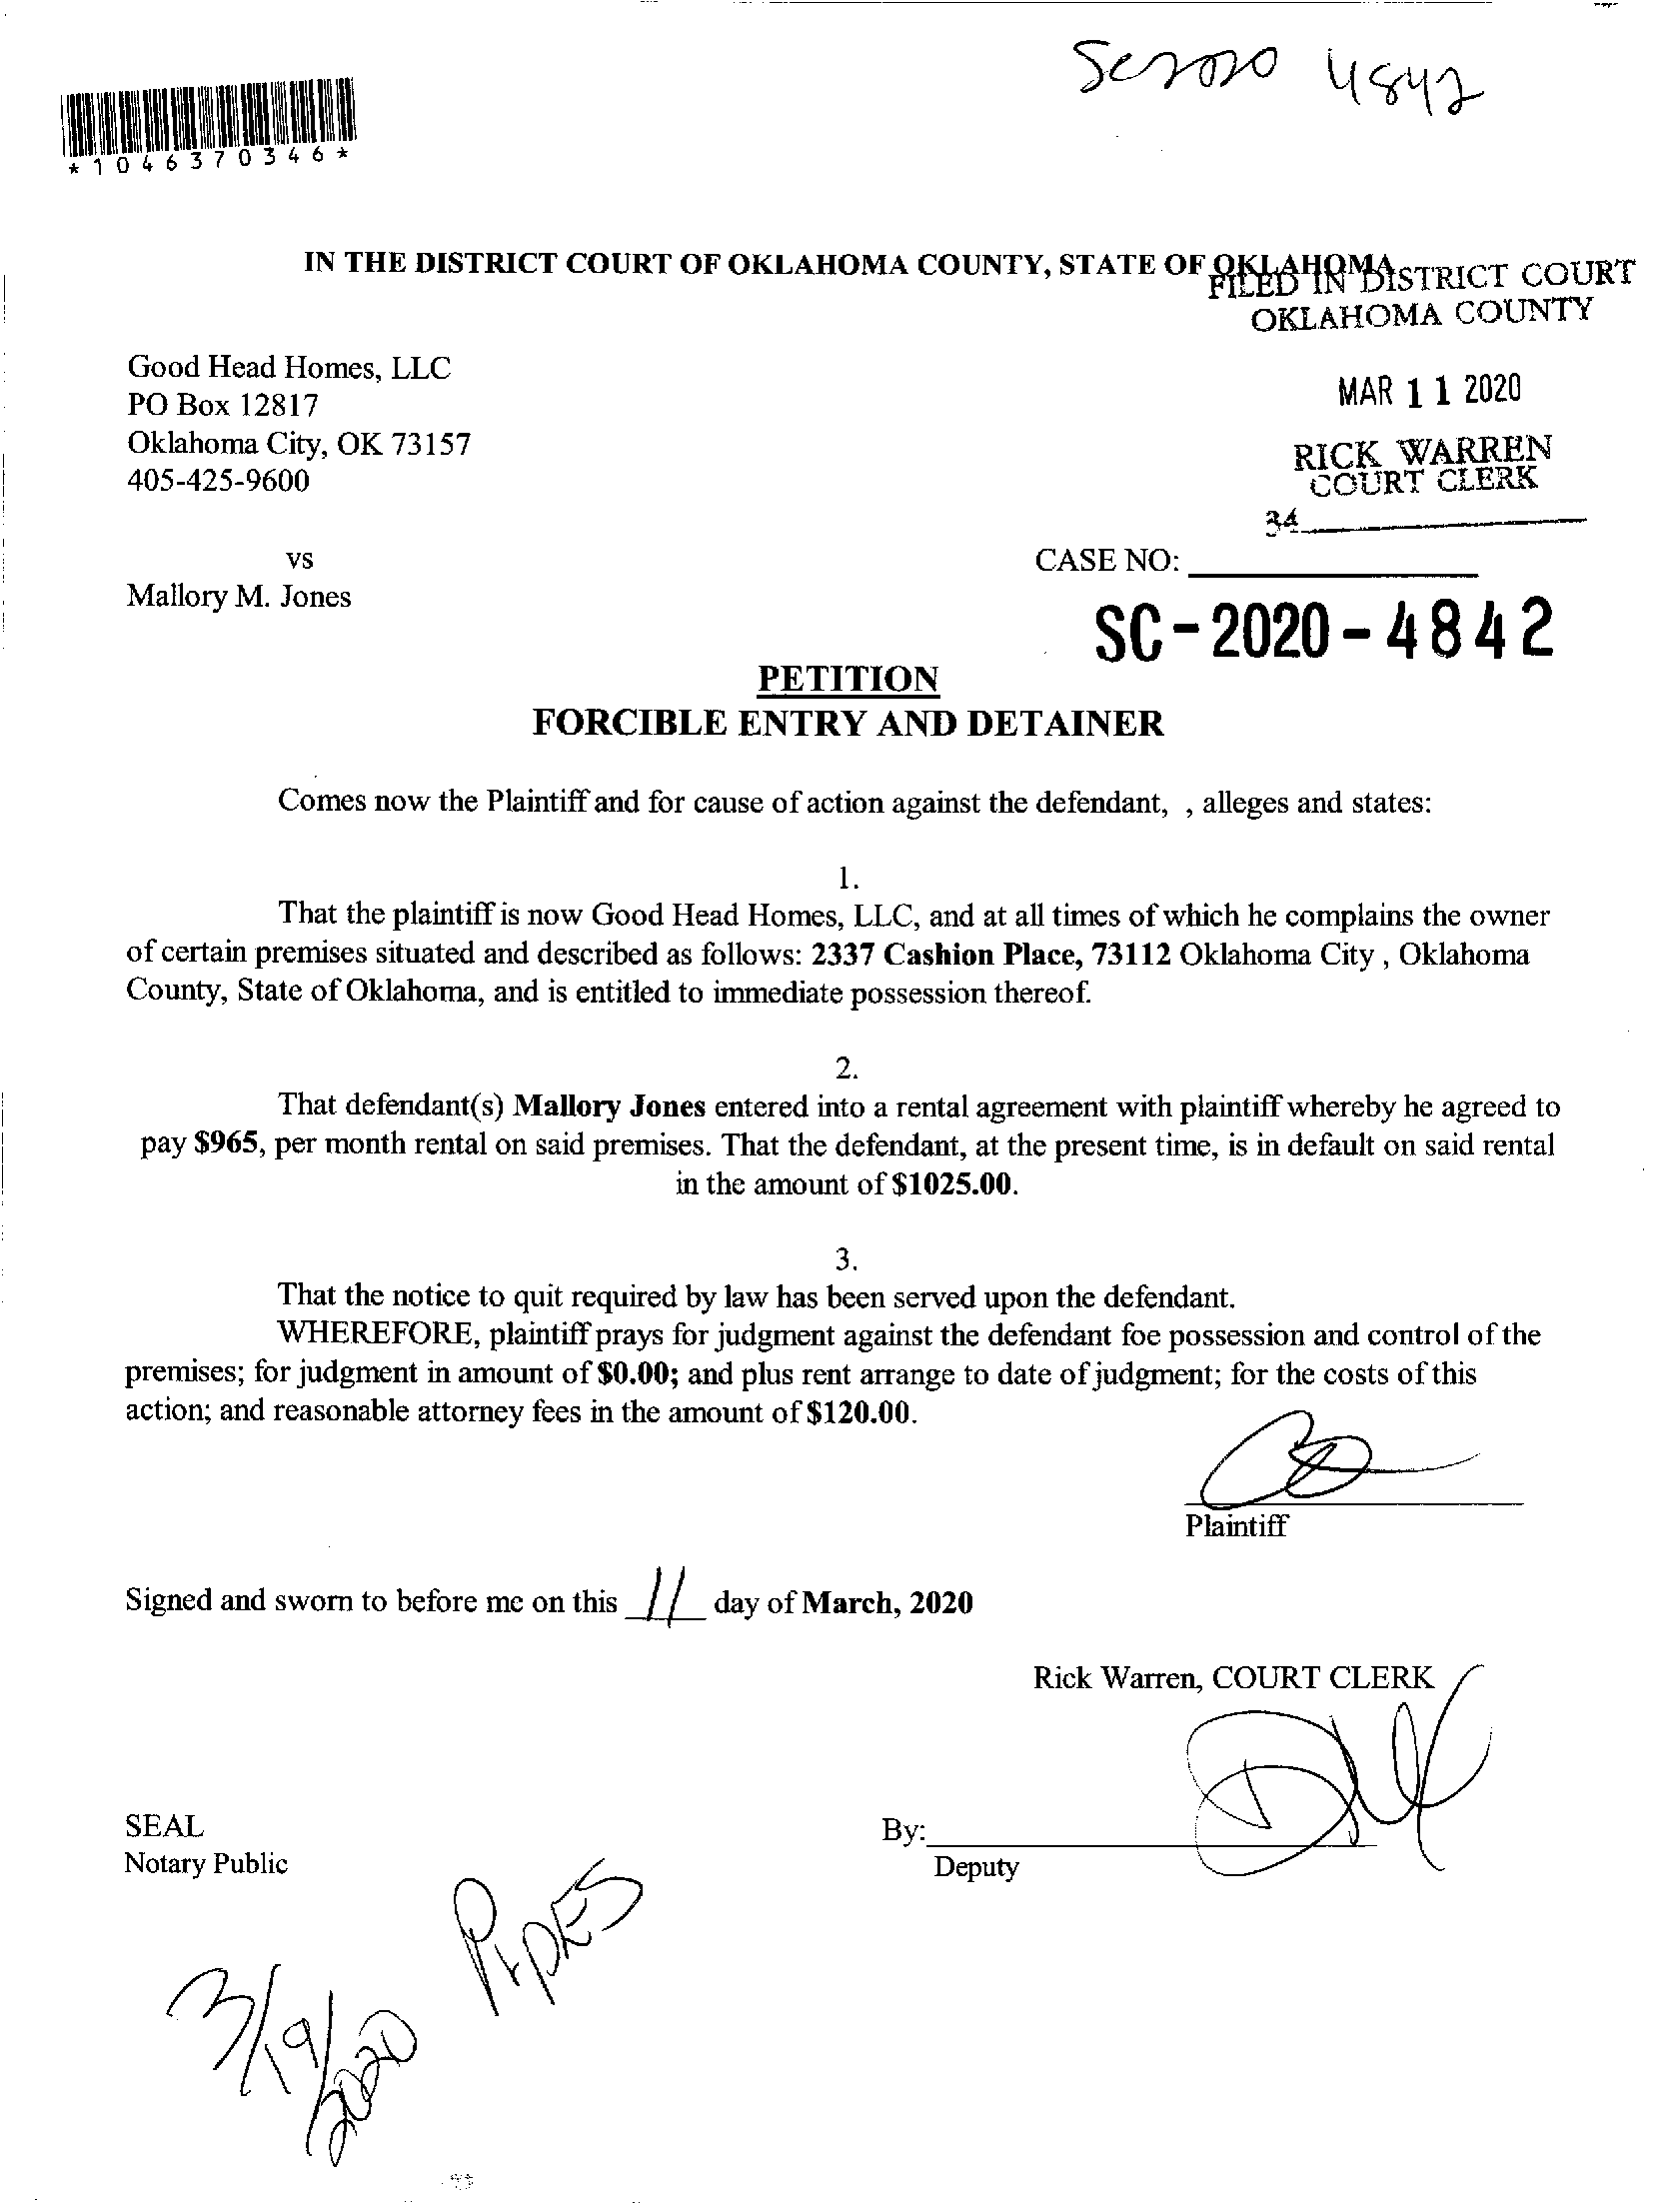 SC2020 4842
*1046370346*
IN THE DISTRICT COURT OF OKLAHOMA COUNTY, STATE OF OKLAHOMA
FILED IN DISTRICT COURT
OKLAHOMA COUNTY
Good Head Homes, LLC
PO Box 12817
Oklahoma City, OK 73157
405-425-9600
MAR 11 2020
RICK WARREN
COURT CLERK
34
vs
CASE NO:
Mallory M. Jones
SC-2020-4842
PETITION
FORCIBLE ENTRY AND DETAINER
Comes now the Plaintiff and for cause of action against the defendant, , alleges and states:
1.
That the plaintiff is now Good Head Homes, LLC, and at all times of which he complains the owner
of certain premises situated and described as follows: 2337 Cashion Place, 73112 Oklahoma City , Oklahoma
County, State of Oklahoma, and is entitled to immediate possession thereof.
2.
That defendant(s) Mallory Jones entered into a rental agreement with plaintiff whereby he agreed to
pay $965, per month rental on said premises. That the defendant, at the present time, is in default on said rental
in the amount of $1025.00.
3.
That the notice to quit required by law has been served upon the defendant.
WHEREFORE, plaintiff prays for judgment against the defendant foe possession and control of the
premises; for judgment in amount of $0.00; and plus rent arrange to date of judgment; for the costs of this
action; and reasonable attorney fees in the amount of $120.00.
Plaintiff
Signed and sworn to before me on this 11 day of March, 2020
Rick Warren, COURT CLERK
SEAL
Notary Public
By:
Deputy
PipES
3/19/2020